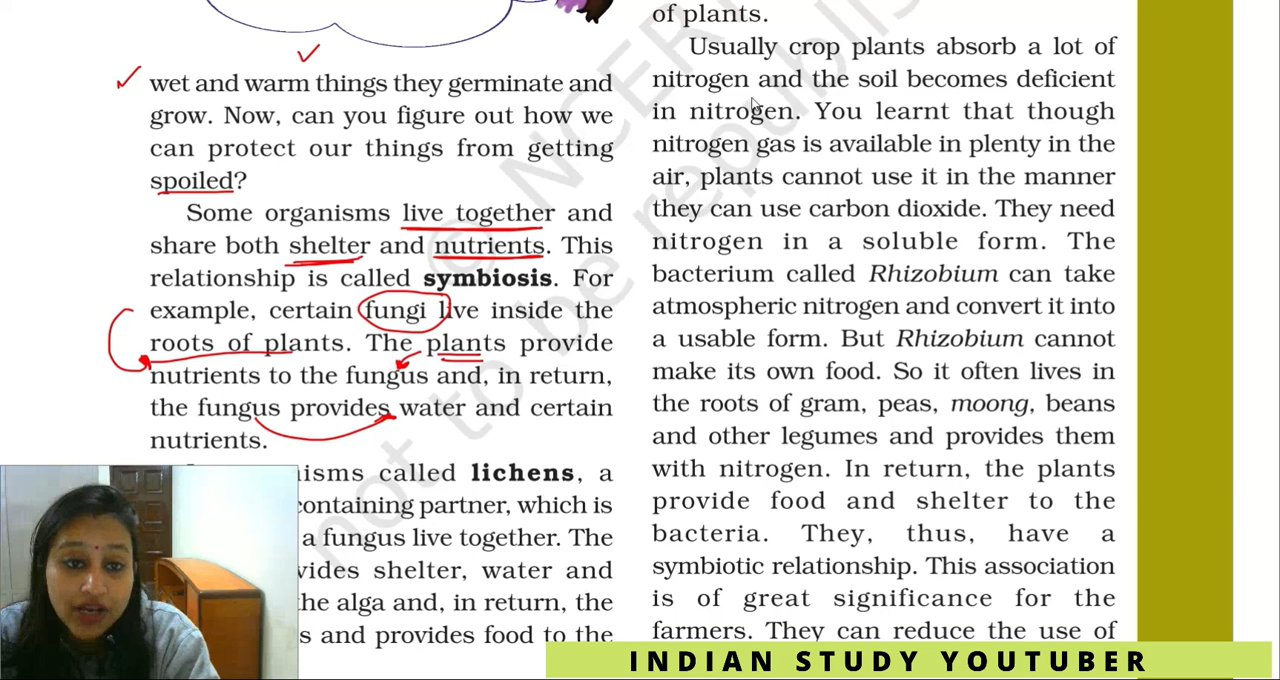 wet and warm things they germinate and
grow. Now, can you figure out how we
can protect our things from getting
spoiled?
Some organisms live together and
share both shelter and nutrients. This
relationship is called symbiosis. For
example, certain fungi live inside the
roots of plants. The plants provide
nutrients to the fungus and, in return,
the fungus provides water and certain
nutrients.
isms called lichens, a
containing partner, which is
a fungus live together. The
vides shelter, water and
he alga and, in return, the
s and provides food to the
of plants.
Usually crop plants absorb a lot of
nitrogen and the soil becomes deficient
in nitrogen. You learnt that though
nitrogen gas is available in plenty in the
air, plants cannot use it in the manner
they can use carbon dioxide. They need
nitrogen in a soluble form. The
bacterium called Rhizobium can take
atmospheric nitrogen and convert it into
a usable form. But Rhizobium cannot
make its own food. So it often lives in
the roots of gram, peas, moong, beans
and other legumes and provides them
with nitrogen. In return, the plants
provide food and shelter to the
bacteria. They, thus, have a
symbiotic relationship. This association
is of great significance for the
farmers. They can reduce the use of
© NCERT
not to be republis
INDIAN STUDY YOUTUBER